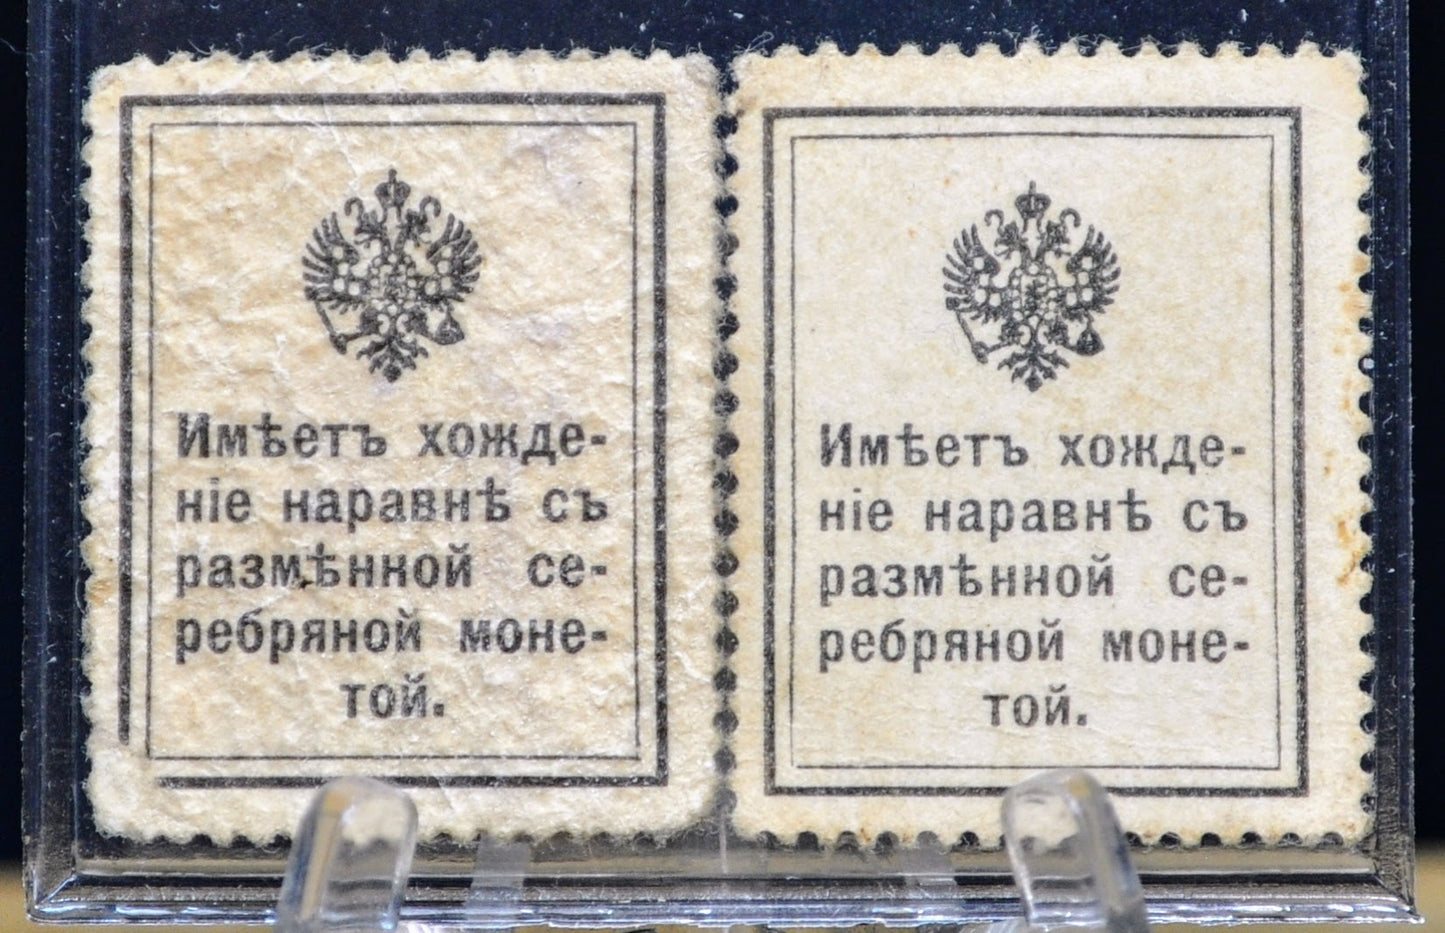 Имѣетъ хожде-
ніе наравнѣ съ
размѣнной се-
ребряной моне-
той.
Имѣетъ хожде-
ніе наравнѣ съ
размѣнной се-
ребряной моне-
той.